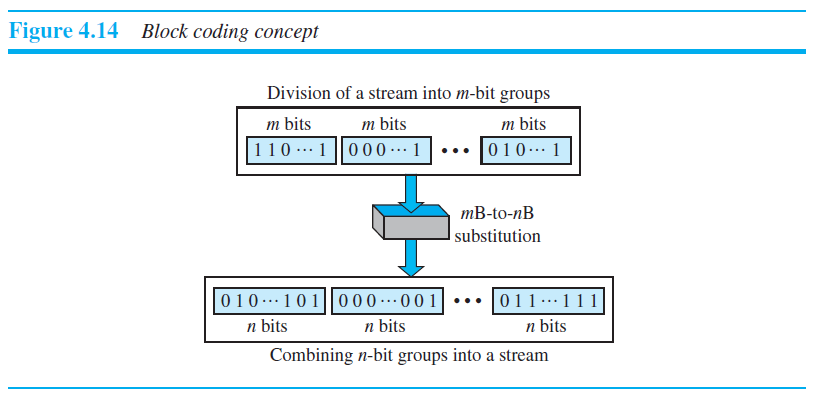 Figure 4.14 Block coding concept
Division of a stream into m-bit groups
m bits m bits m bits
1 1 0 ··· 1 0 0 0 ··· 1 ••• 0 1 0 ··· 1
mB-to-nB
substitution
0 1 0 ··· 1 0 1 0 0 0 ··· 0 0 1 ••• 0 1 1 ··· 1 1 1
n bits n bits n bits
Combining n-bit groups into a stream